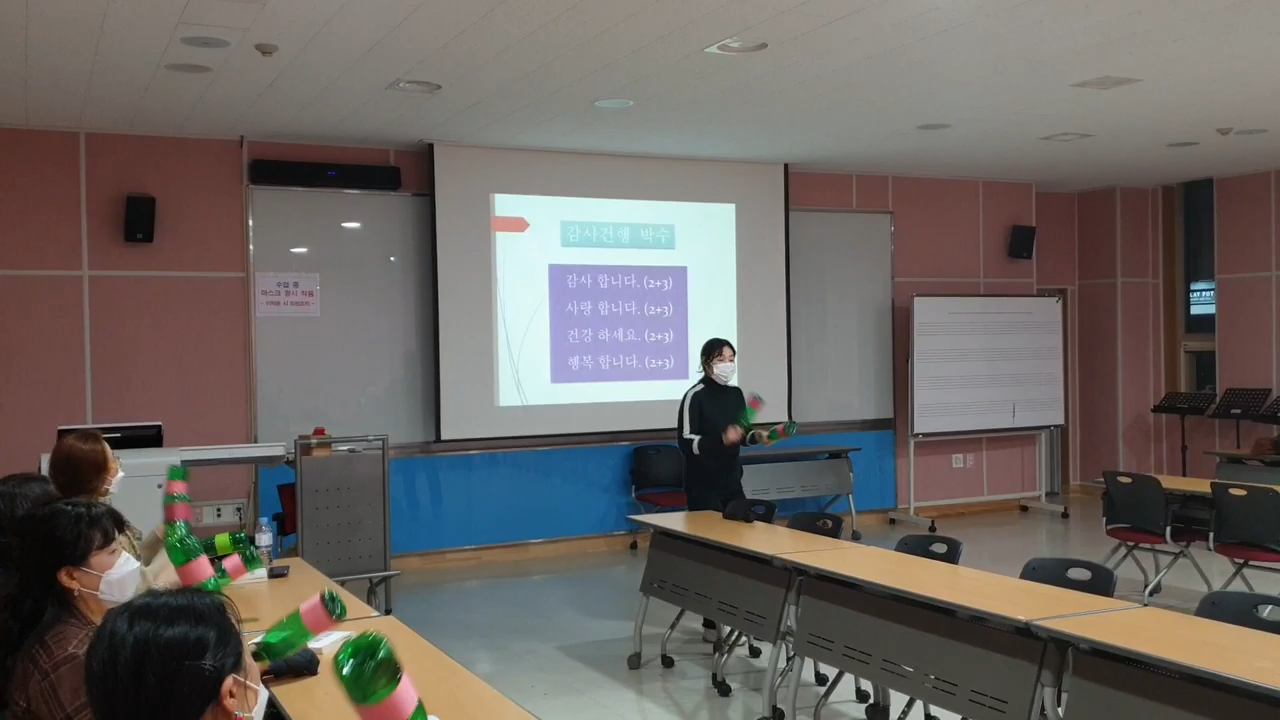 감사건행 박수
감사 합니다. (2+3)
사랑 합니다. (2+3)
건강 하세요. (2+3)
행복 합니다. (2+3)
수업 중
마스크 항시 착용